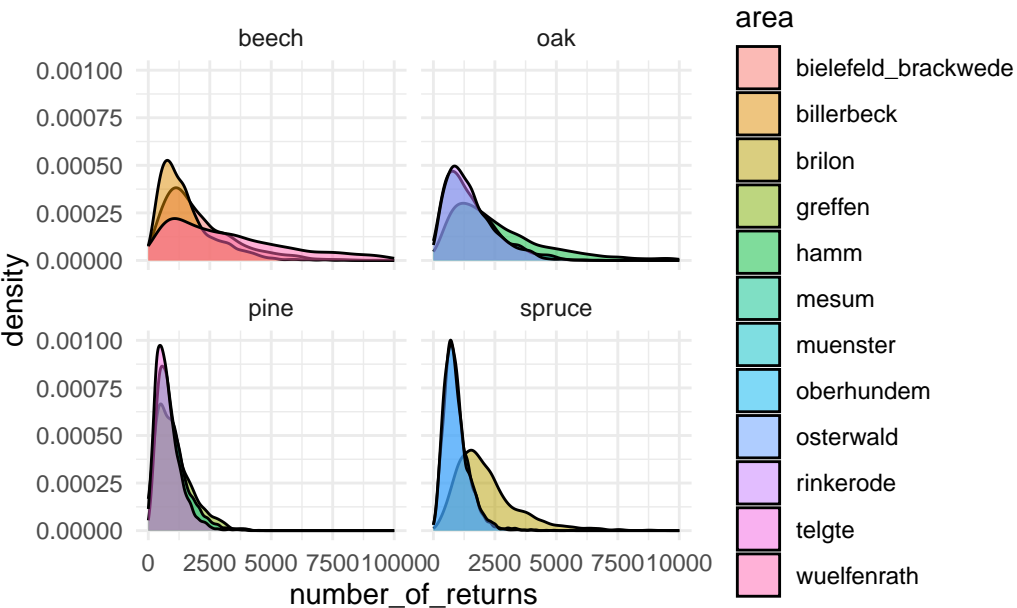 beech
oak
0.00100
0.00075
0.00050
0.00025
0.00000
pine
spruce
0.00100
0.00075
0.00050
0.00025
0.00000
0 2500 5000 7500 10000 0 2500 5000 7500 10000
number_of_returns
density
area
bielefeld_brackwede
billerbeck
brilon
greffen
hamm
mesum
muenster
oberhundem
osterwald
rinkerode
telgte
wuelfenrath